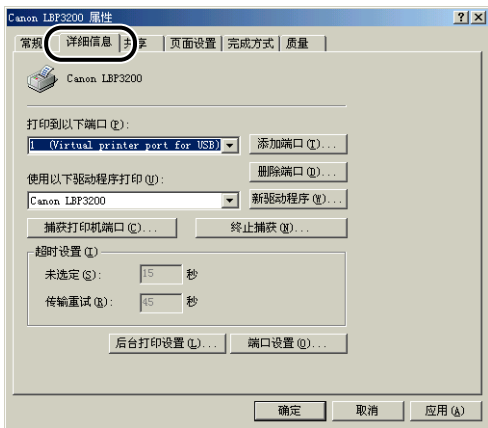 Canon LBP3200 属性
常规 详细信息 共享 页面设置 完成方式 质量
Canon LBP3200
打印到以下端口(P):
(Virtual printer port for USB) 添加端口(T)...
删除端口(D)...
使用以下驱动程序打印(U):
Canon LBP3200 新驱动程序(W)...
捕获打印机端口(C)... 终止捕获(N)...
超时设置(I)
未选定(S): 15 秒
传输重试(R): 45 秒
后台打印设置(L)... 端口设置(O)...
确定 取消 应用(A)